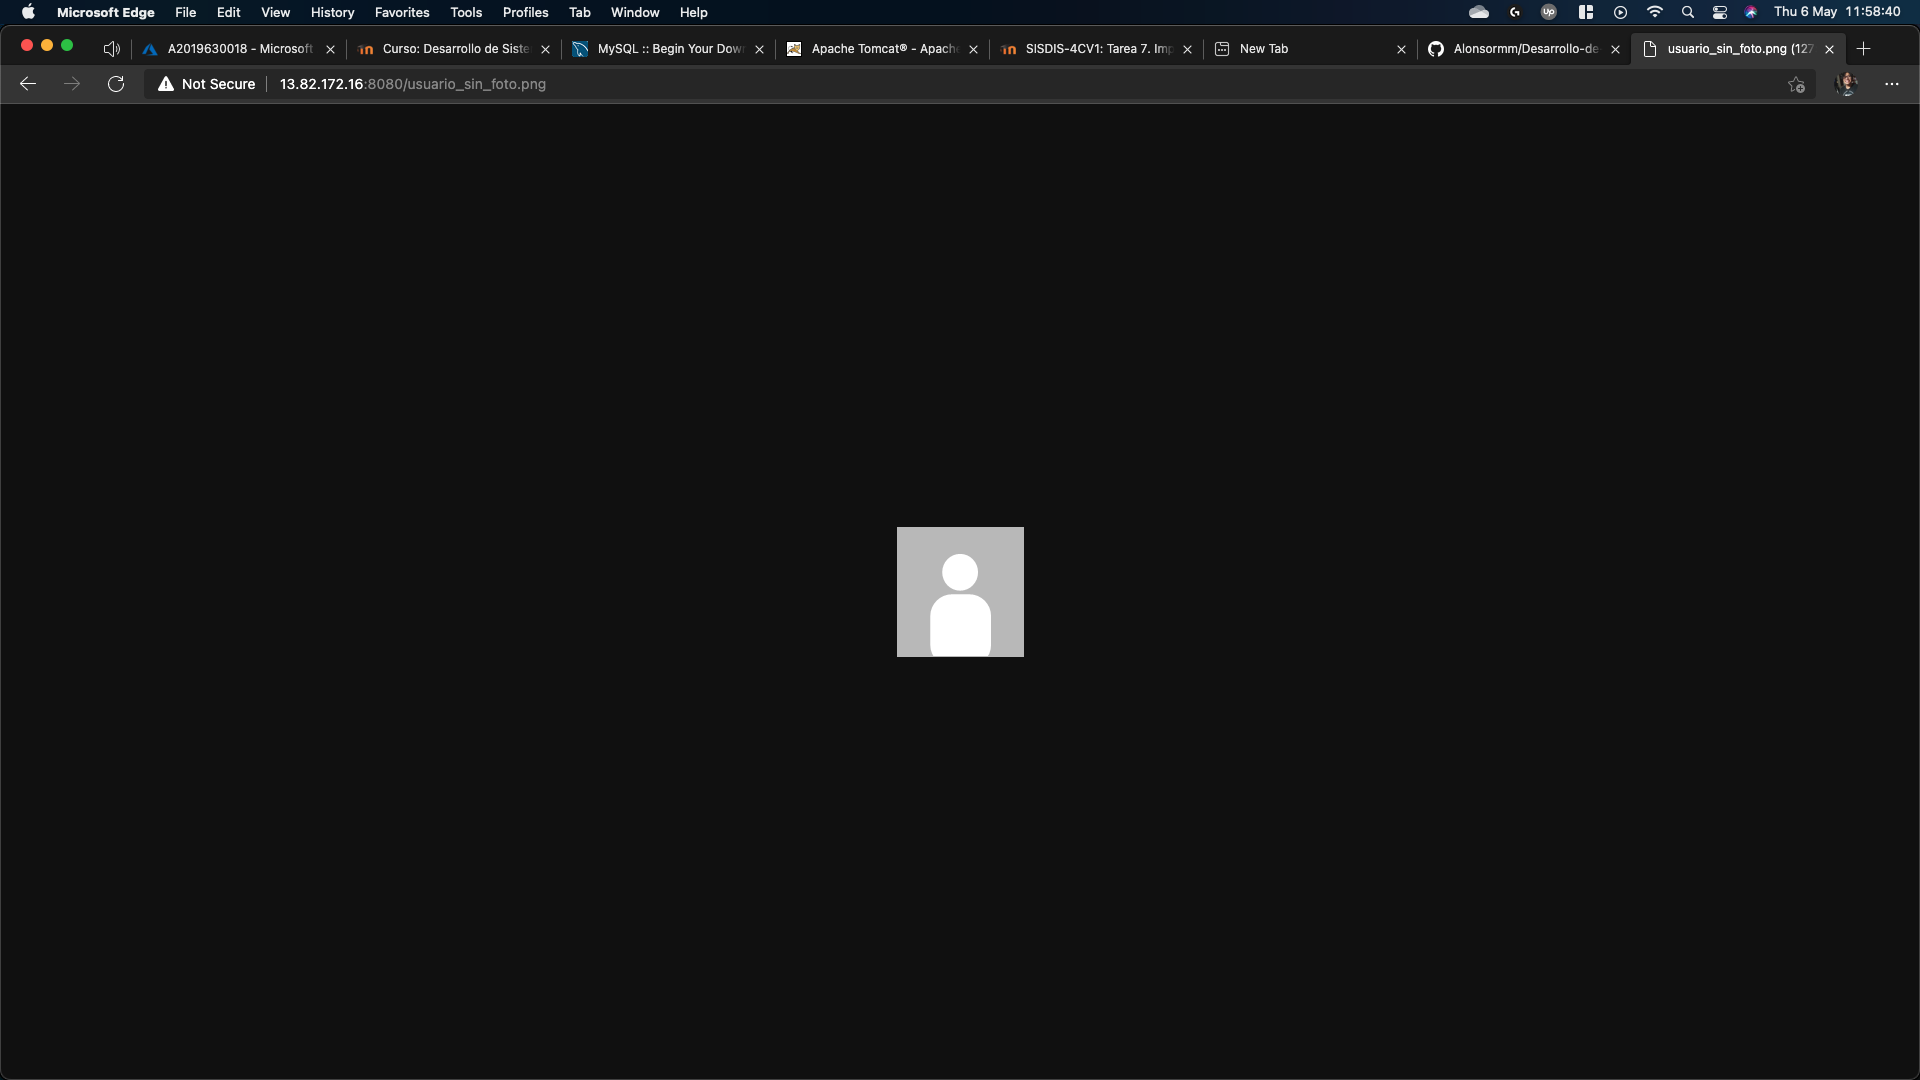 Microsoft Edge File Edit View History Favorites Tools Profiles Tab Window Help Thu 6 May 11:58:40
A2019630018 - Microsoft Curso: Desarrollo de Siste MySQL :: Begin Your Dow Apache Tomcat® - Apache SISDIS-4CV1: Tarea 7. Imp New Tab Alonsormm/Desarrollo-de- usuario_sin_foto.png (127
Not Secure 13.82.172.16:8080/usuario_sin_foto.png